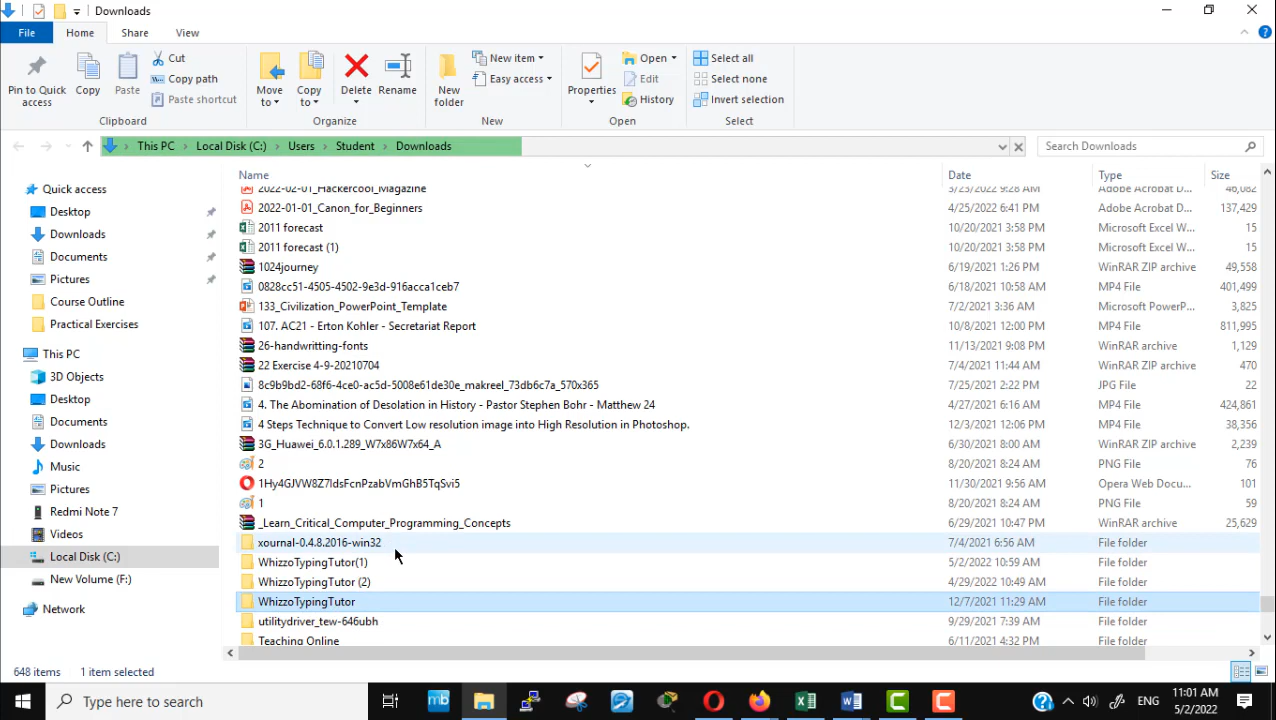 Downloads
File Home Share View
Pin to Quick access
Copy
Paste
Cut
Copy path
Paste shortcut
Clipboard
Move to
Copy to
Delete
Rename
Organize
New folder
New item
Easy access
New
Properties
Open
Edit
History
Open
Select all
Select none
Invert selection
Select
This PC > Local Disk (C:) > Users > Student > Downloads
Search Downloads
Quick access
Desktop
Downloads
Documents
Pictures
Course Outline
Practical Exercises
This PC
3D Objects
Desktop
Documents
Downloads
Music
Pictures
Redmi Note 7
Videos
Local Disk (C:)
New Volume (F:)
Network
Name Date Type Size
2022-02-01_Hackercool_Magazine 3/23/2022 9:28 AM Adobe Acrobat D... 46,082
2022-01-01_Canon_for_Beginners 4/25/2022 6:41 PM Adobe Acrobat D... 137,429
2011 forecast 10/20/2021 3:58 PM Microsoft Excel W... 15
2011 forecast (1) 10/20/2021 3:58 PM Microsoft Excel W... 15
1024journey 6/19/2021 1:26 PM WinRAR ZIP archive 49,558
0828cc51-4505-4502-9e3d-916acca1ceb7 6/18/2021 10:58 AM MP4 File 401,499
133_Civilization_PowerPoint_Template 7/2/2021 3:36 AM Microsoft PowerP... 3,825
107. AC21 - Erton Kohler - Secretariat Report 10/8/2021 12:00 PM MP4 File 811,995
26-handwritting-fonts 11/13/2021 9:08 PM WinRAR ZIP archive 1,129
22 Exercise 4-9-20210704 7/4/2021 11:44 AM WinRAR ZIP archive 470
8c9b9bd2-68f6-4ce0-ac5d-5008e61de30e_makreel_73db6c7a_570x365 7/25/2021 2:22 PM JPG File 22
4. The Abomination of Desolation in History - Pastor Stephen Bohr - Matthew 24 4/27/2021 6:16 AM MP4 File 424,861
4 Steps Technique to Convert Low resolution image into High Resolution in Photoshop. 12/3/2021 12:06 PM MP4 File 38,356
3G_Huawei_6.0.1.289_W7x86W7x64_A 6/30/2021 8:00 AM WinRAR ZIP archive 2,239
2 8/20/2021 8:24 AM PNG File 76
1Hy4GJVW8Z7IdsFcnPzabVmGhB5TqSvi5 11/30/2021 9:56 AM Opera Web Docu... 101
1 8/20/2021 8:24 AM PNG File 59
_Learn_Critical_Computer_Programming_Concepts 6/29/2021 10:47 PM WinRAR ZIP archive 25,629
xournal-0.4.8.2016-win32 7/4/2021 6:56 AM File folder
WhizzoTypingTutor(1) 5/2/2022 10:59 AM File folder
WhizzoTypingTutor (2) 4/29/2022 10:49 AM File folder
WhizzoTypingTutor 12/7/2021 11:29 AM File folder
utilitydriver_tew-646ubh 9/29/2021 7:39 AM File folder
Teaching Online 6/11/2021 4:32 PM File folder
648 items 1 item selected
Type here to search
mb
ENG
11:01 AM
5/2/2022